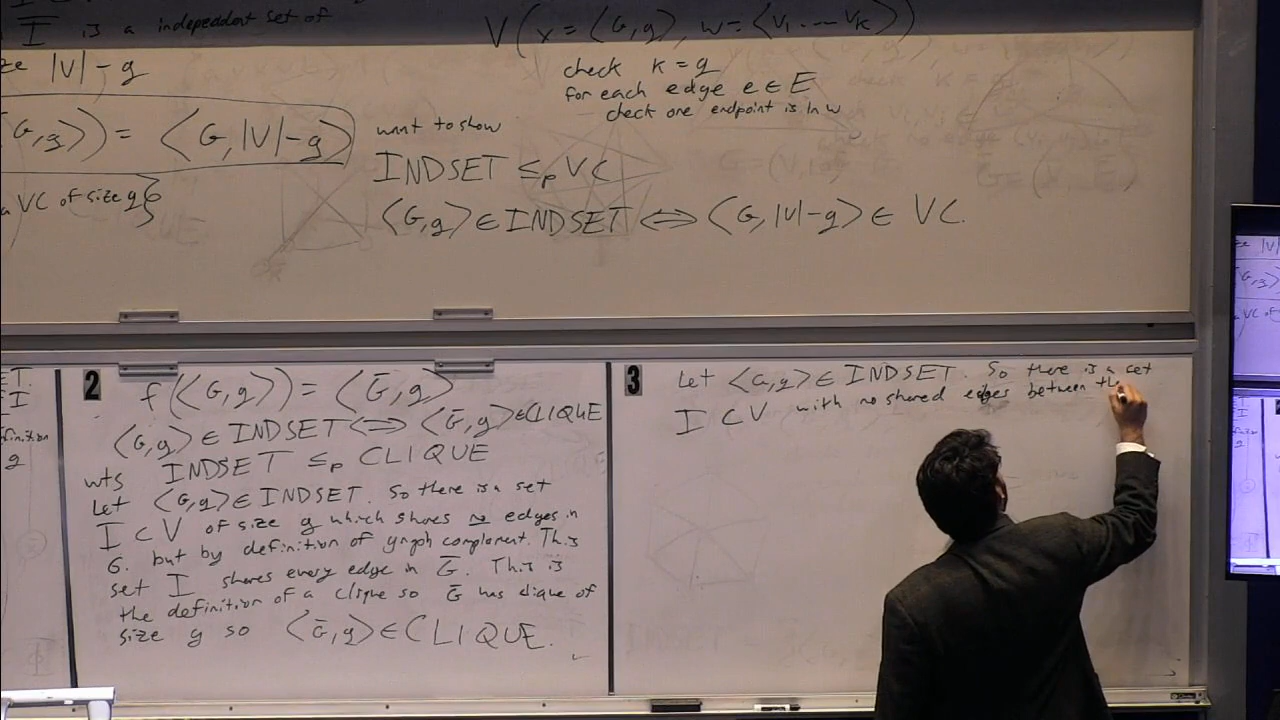 I is a independent set of
|V| - g
G,g⟩) = ⟨G, |V|-g⟩
VC of size g}
V(x = ⟨G, g⟩, w = ⟨v1 .... vk⟩)
check k = g
for each edge e ∈ E
check one endpoint is in w
want to show
INDSET ≤p VC
⟨G,g⟩ ∈ INDSET ⟺ ⟨G, |V|-g⟩ ∈ VC.
2
f(⟨G,g⟩) = ⟨Ḡ, g⟩
⟨G,g⟩ ∈ INDSET ⟺ ⟨Ḡ,g⟩ ∈ CLIQUE
wts INDSET ≤p CLIQUE
Let ⟨G,g⟩ ∈ INDSET. So there is a set
I ⊂ V of size g which shares no edges in
G. but by definition of graph complement. This
set I shares every edge in Ḡ. This is
the definition of a clique so Ḡ has clique of
size g so ⟨Ḡ,g⟩ ∈ CLIQUE.
3
Let ⟨G,g⟩ ∈ INDSET. So there is a set
I ⊂ V with no shared edges between the